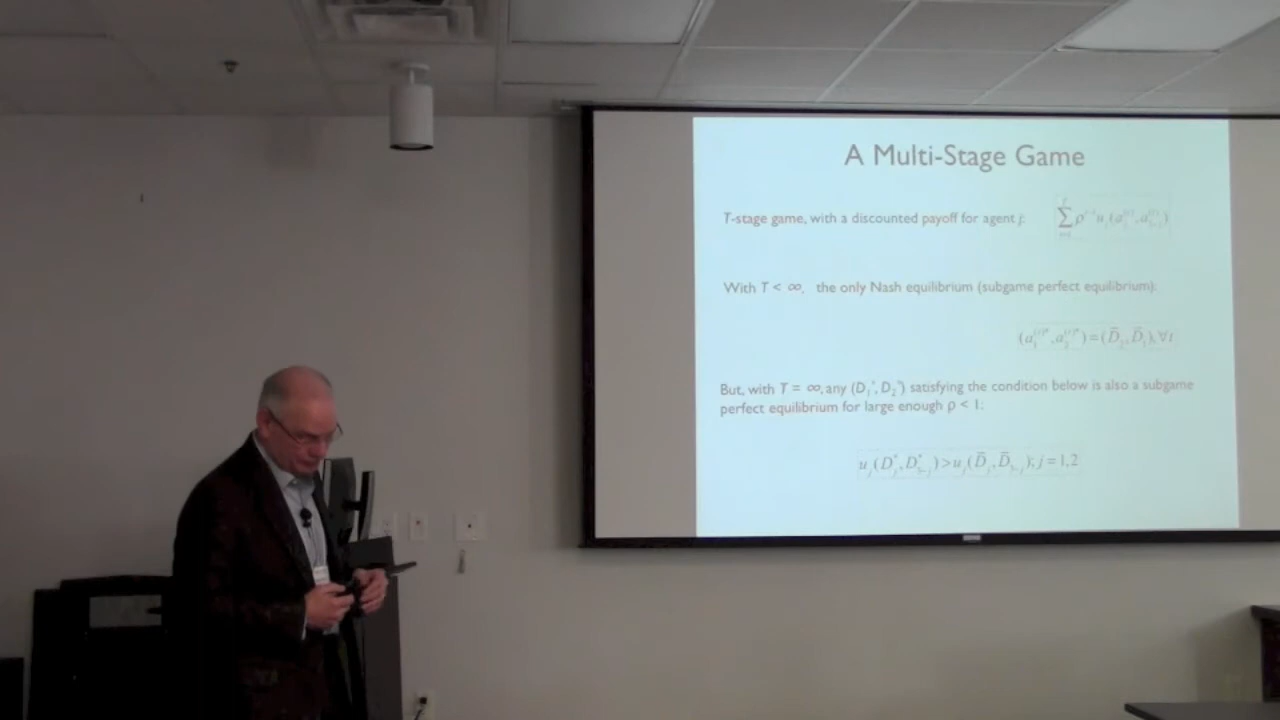 A Multi-Stage Game
T-stage game, with a discounted payoff for agent j:
With T < ∞, the only Nash equilibrium (subgame perfect equilibrium):
But, with T = ∞, any (D₁*, D₂*) satisfying the condition below is also a subgame
perfect equilibrium for large enough ρ < 1: